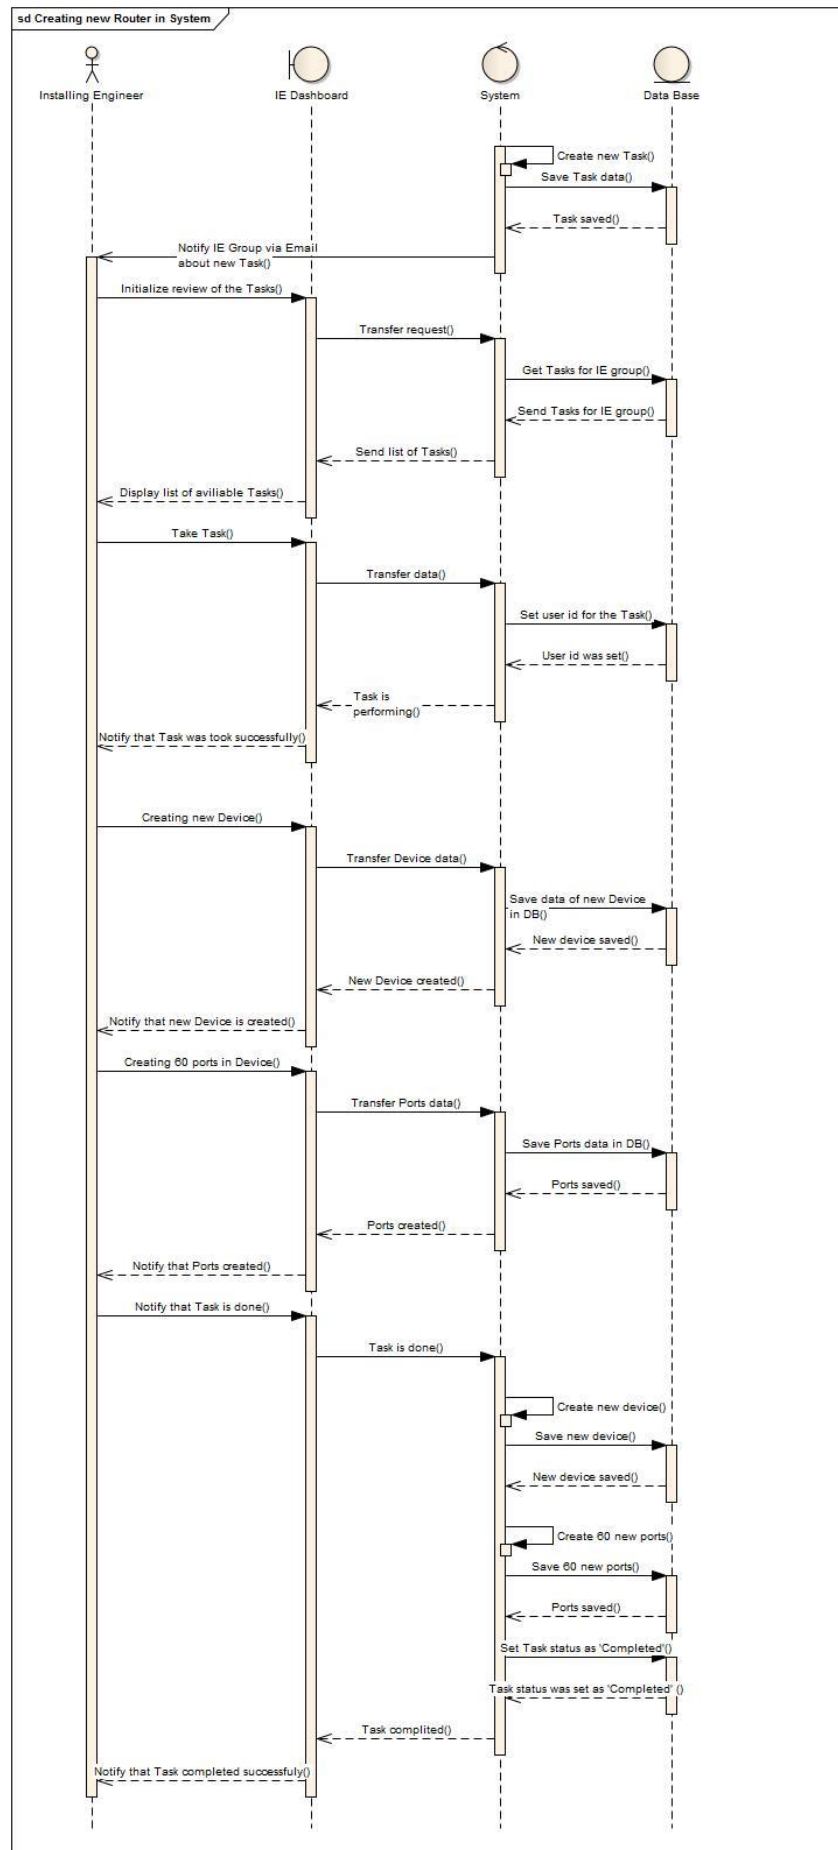 sd Creating new Router in System
Installing Engineer
IE Dashboard
System
Data Base
Create new Task()
Save Task data()
Task saved()
Notify IE Group via Email
about new Task()
Initialize review of the Tasks()
Transfer request()
Get Tasks for IE group()
Send Tasks for IE group()
Send list of Tasks()
Display list of aviliable Tasks()
Take Task()
Transfer data()
Set user id for the Task()
User id was set()
Task is
performing()
Notify that Task was took successfully()
Creating new Device()
Transfer Device data()
Save data of new Device
in DB()
New device saved()
New Device created()
Notify that new Device is created()
Creating 60 ports in Device()
Transfer Ports data()
Save Ports data in DB()
Ports saved()
Ports created()
Notify that Ports created()
Notify that Task is done()
Task is done()
Create new device()
Save new device()
New device saved()
Create 60 new ports()
Save 60 new ports()
Ports saved()
Set Task status as 'Completed'()
Task status was set as 'Completed' ()
Task complited()
Notify that Task completed successfuly()